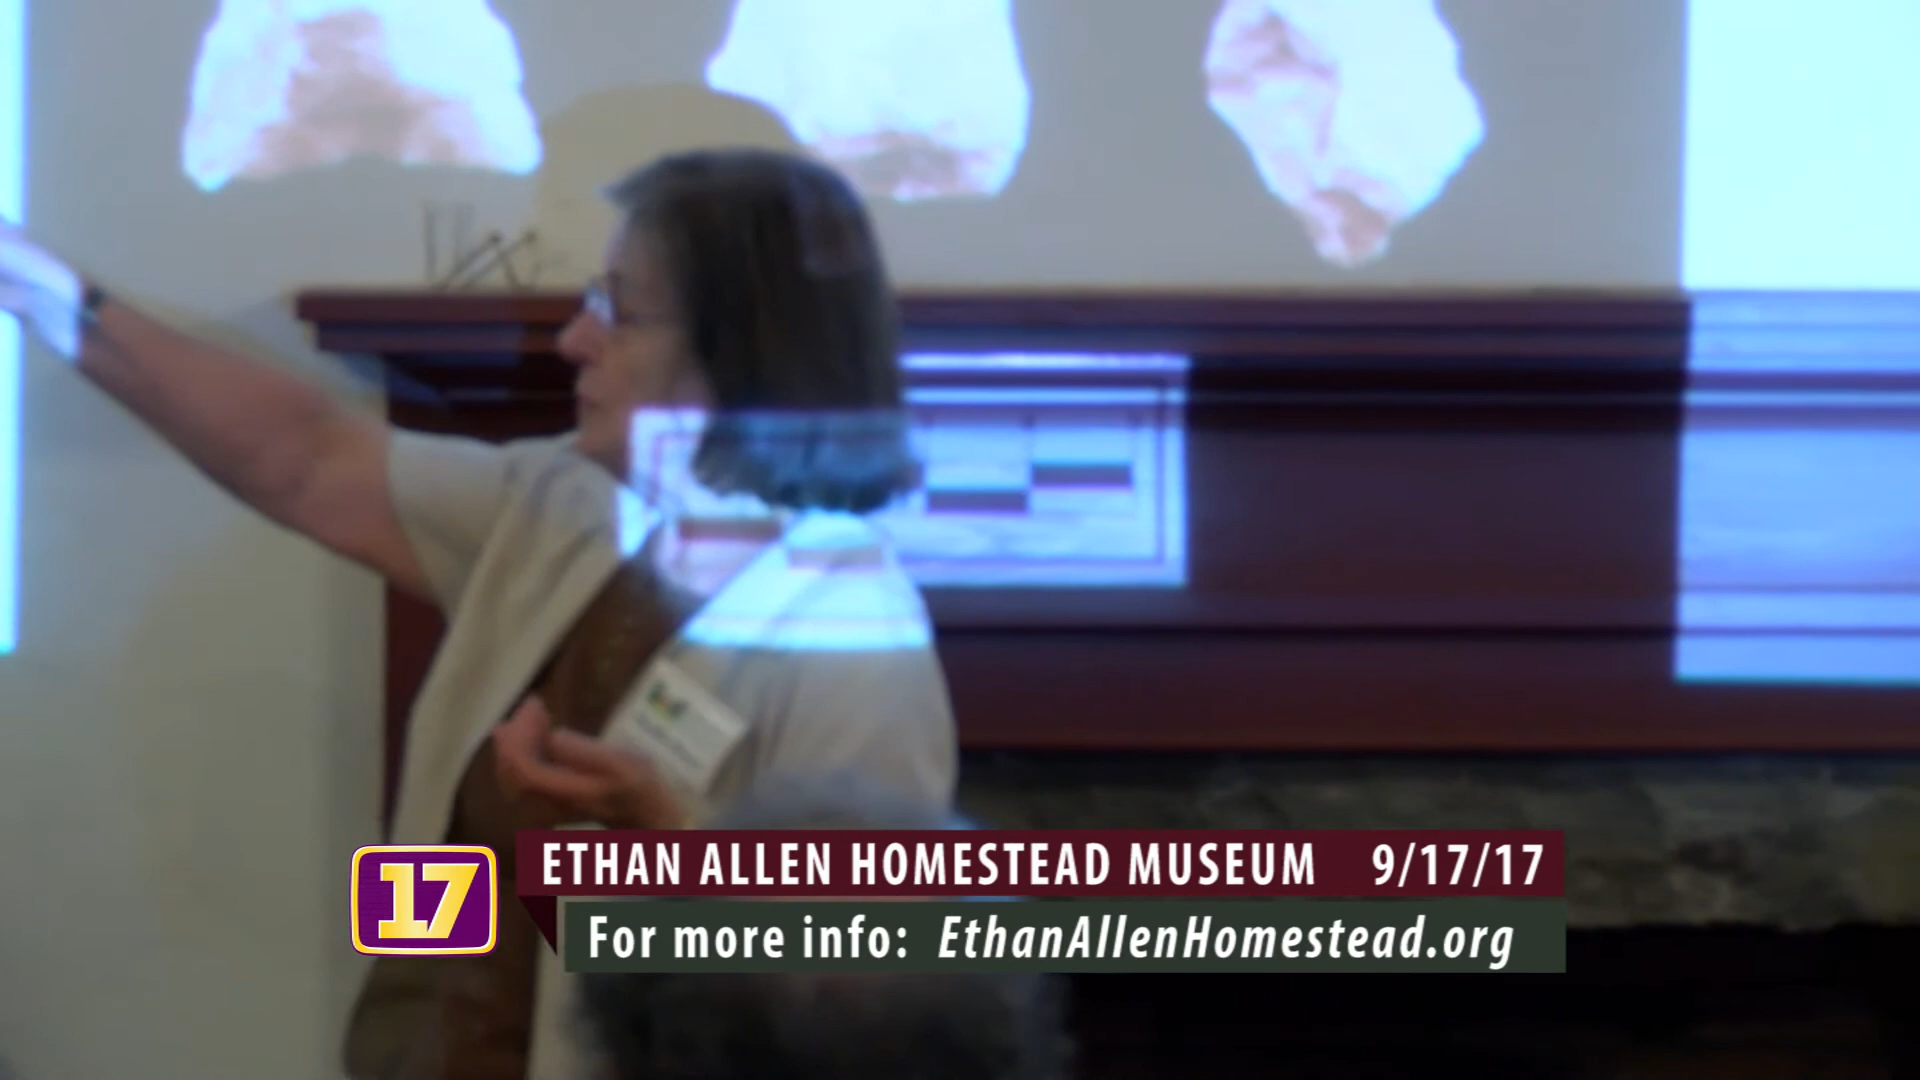 17
ETHAN ALLEN HOMESTEAD MUSEUM 9/17/17
For more info: EthanAllenHomestead.org